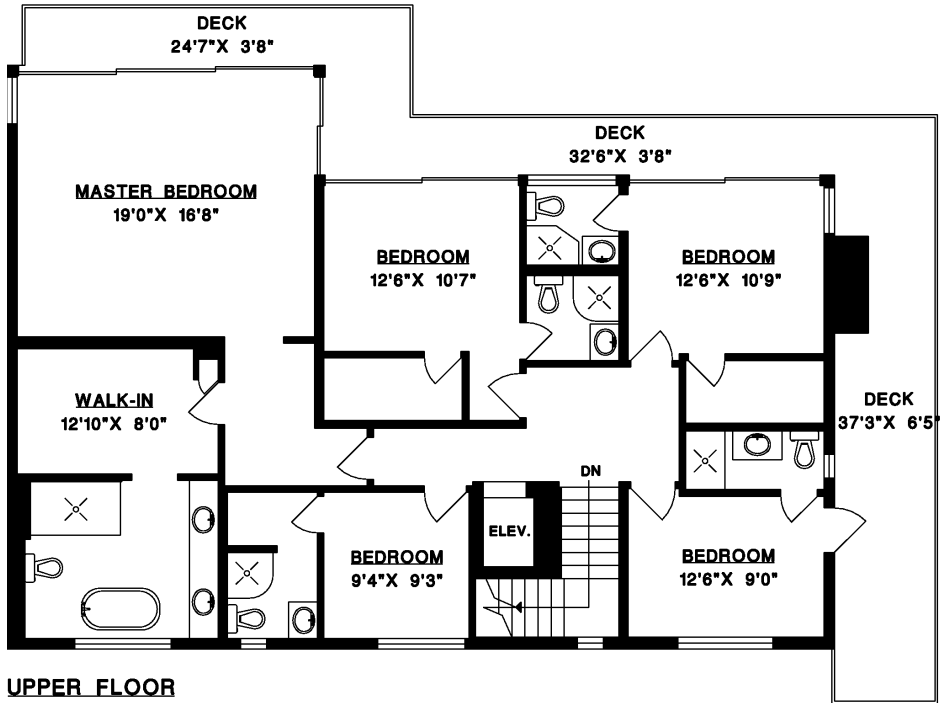 DECK
24'7"X 3'8"
DECK
32'6"X 3'8"
MASTER BEDROOM
19'0"X 16'8"
BEDROOM
12'6"X 10'7"
BEDROOM
12'6"X 10'9"
WALK-IN
12'10"X 8'0"
DECK
37'3"X 6'5"
DN
ELEV.
BEDROOM
9'4"X 9'3"
BEDROOM
12'6"X 9'0"
UPPER FLOOR